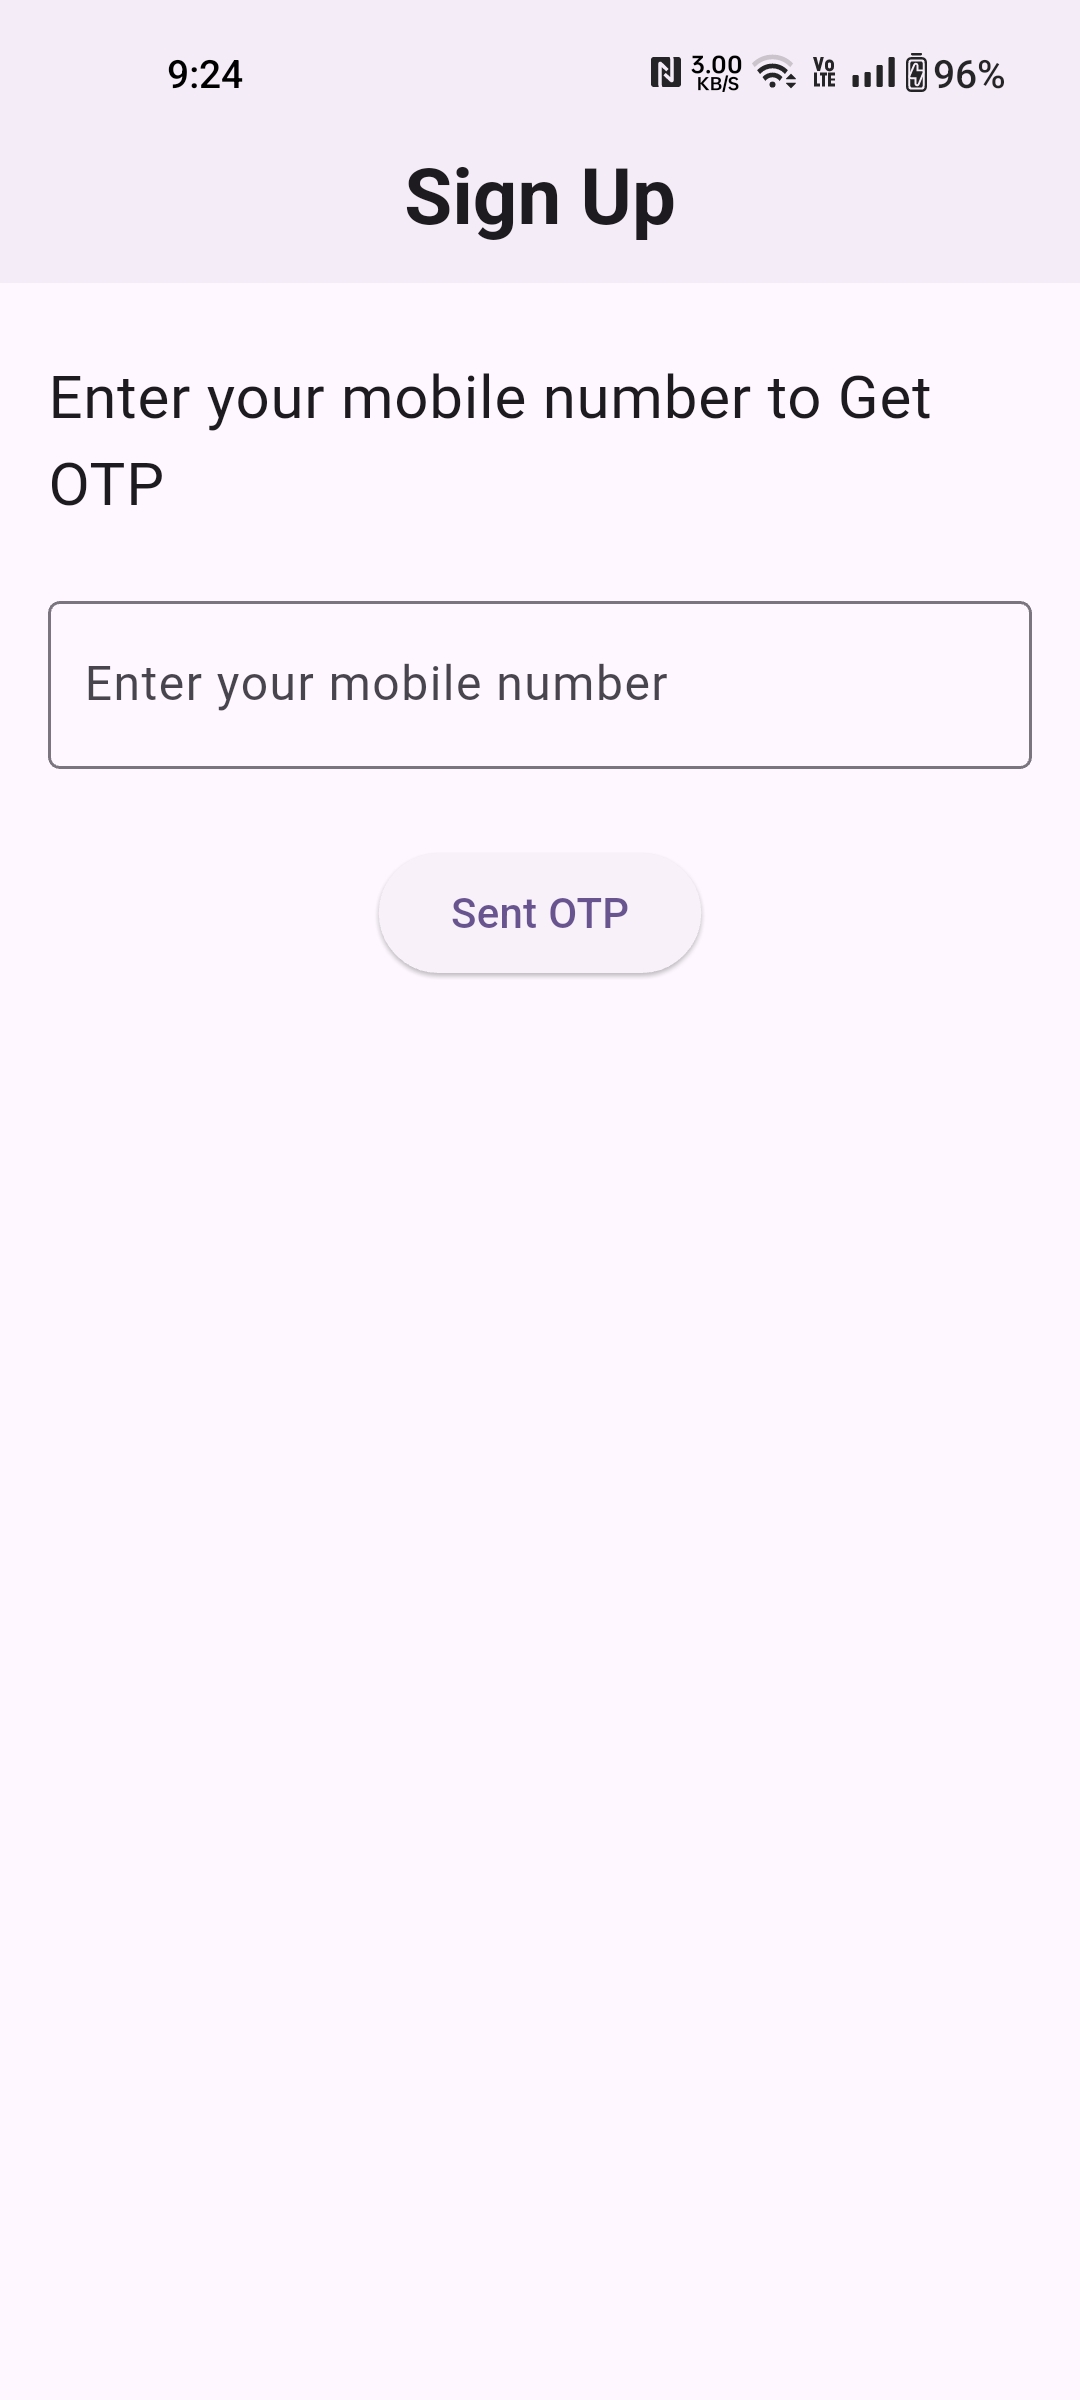 9:24
3.00
KB/S
Vo
LTE
96%
Sign Up
Enter your mobile number to Get
OTP
Enter your mobile number
Sent OTP